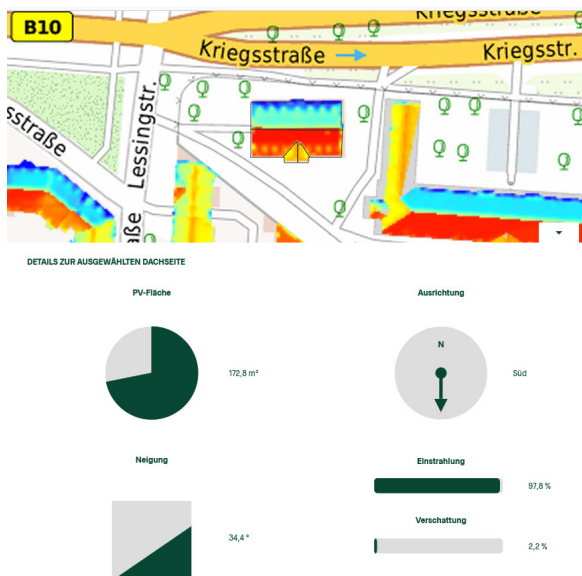 B10
Kriegsstraße
Kriegsstraße
Kriegsstr.
sstraße
Lessingstr.
aße
DETAILS ZUR AUSGEWÄHLTEN DACHSEITE
PV-Fläche
Ausrichtung
172,8 m²
N
Süd
Neigung
Einstrahlung
97,8 %
34,4 °
Verschattung
2,2 %